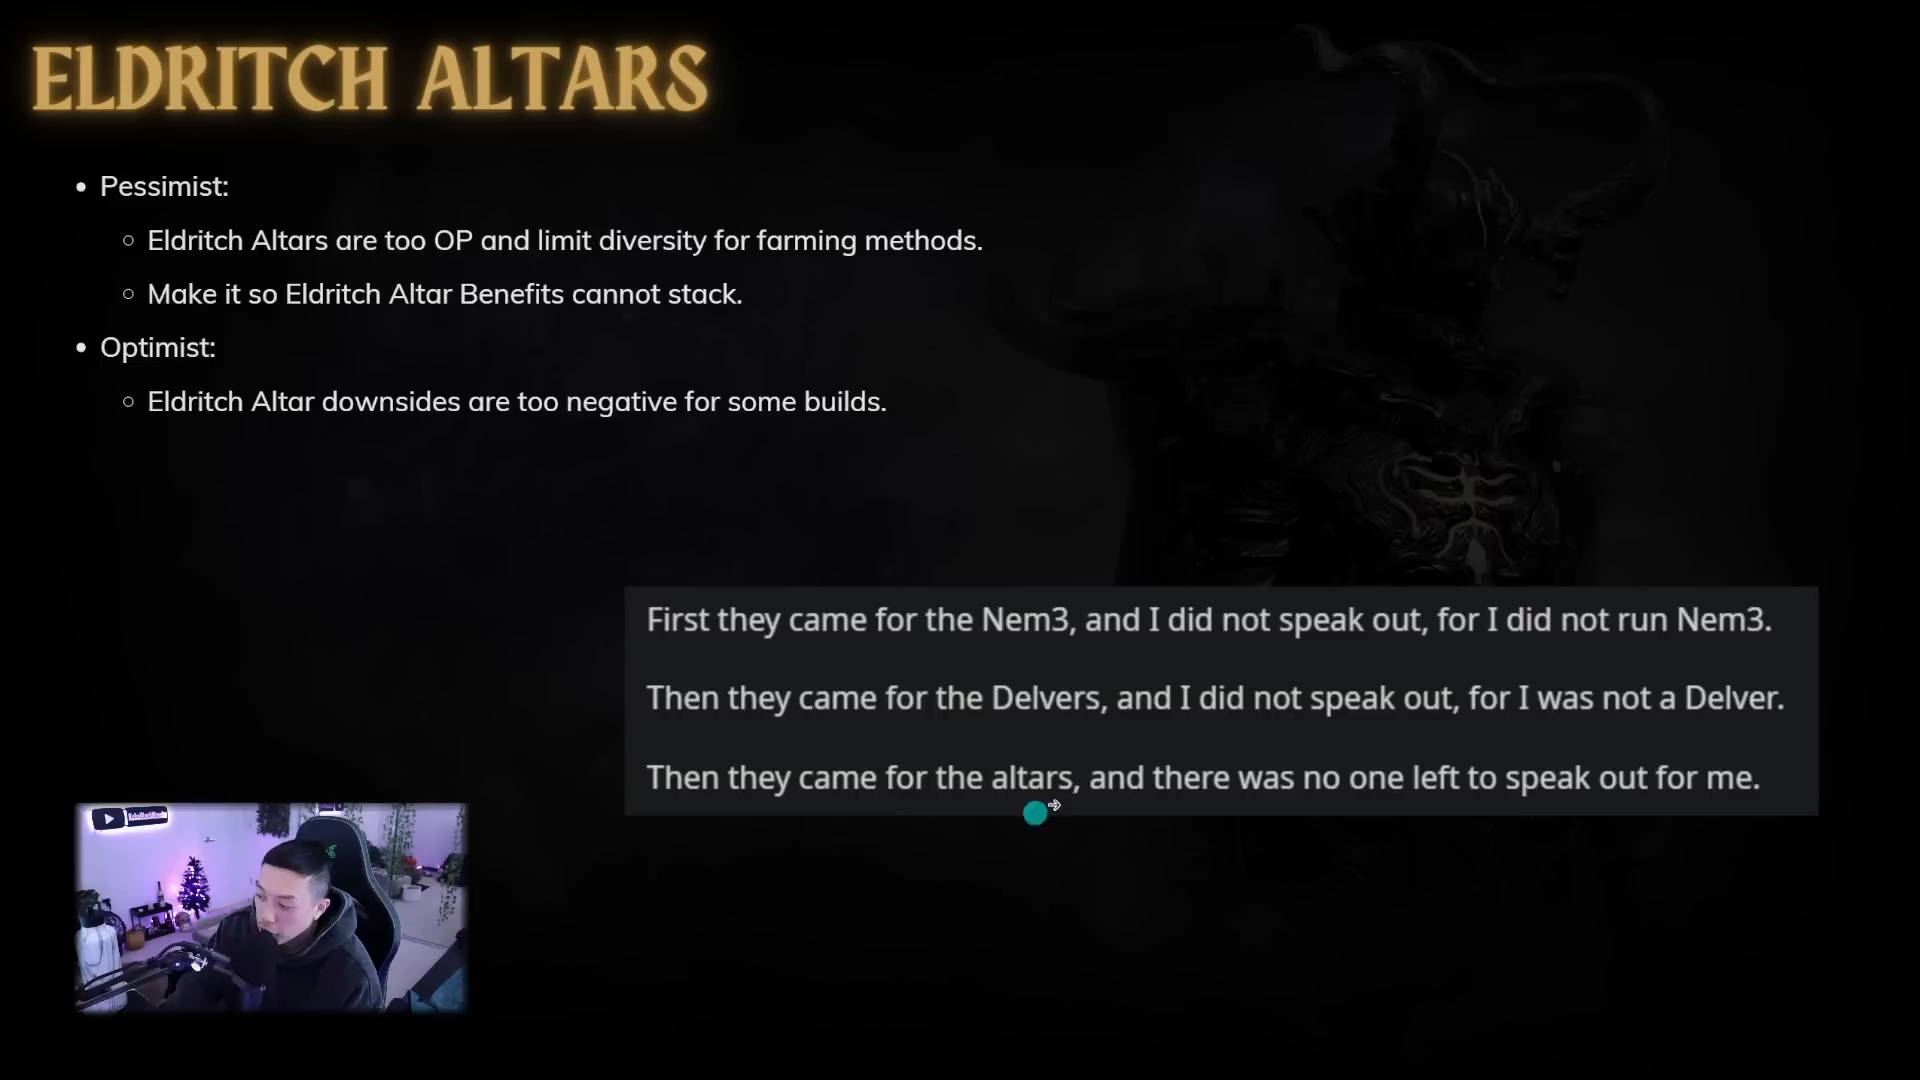 ELDRITCH ALTARS
• Pessimist:
○ Eldritch Altars are too OP and limit diversity for farming methods.
○ Make it so Eldritch Altar Benefits cannot stack.
• Optimist:
○ Eldritch Altar downsides are too negative for some builds.
First they came for the Nem3, and I did not speak out, for I did not run Nem3.
Then they came for the Delvers, and I did not speak out, for I was not a Delver.
Then they came for the altars, and there was no one left to speak out for me.